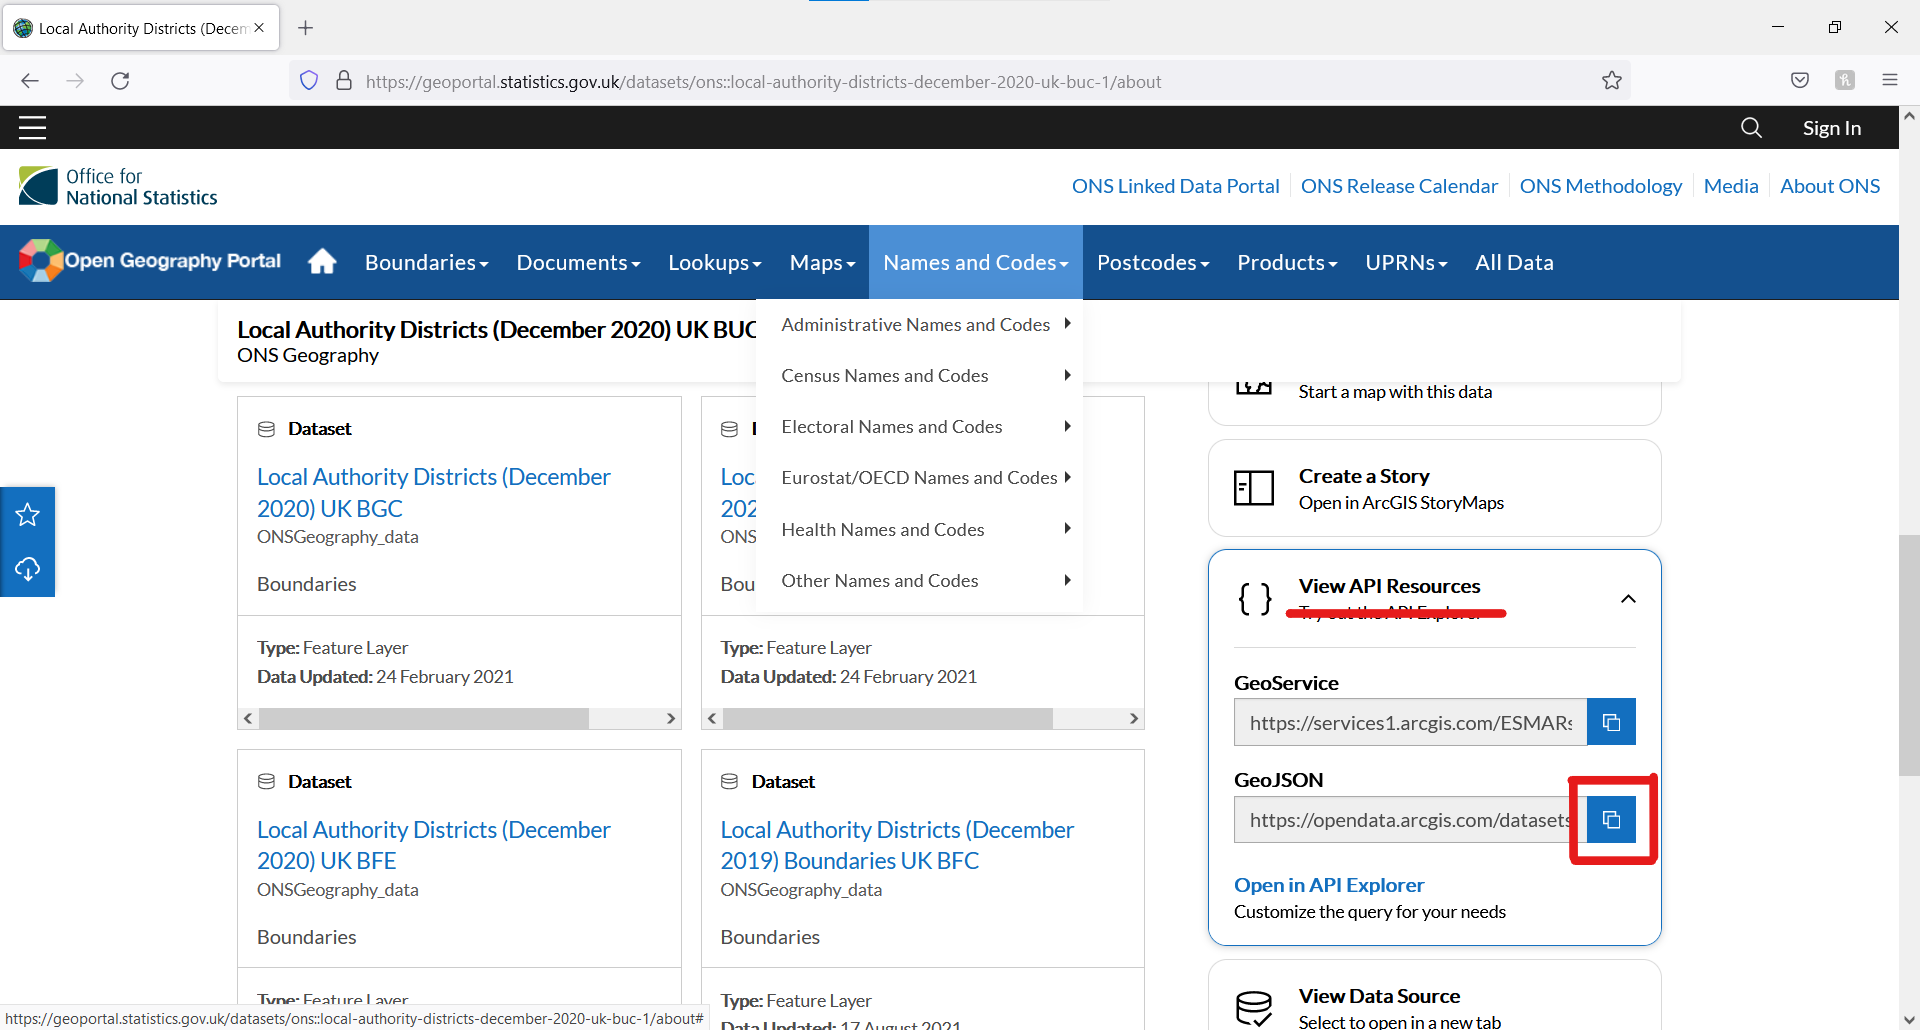 Local Authority Districts (Decem
https://geoportal.statistics.gov.uk/datasets/ons::local-authority-districts-december-2020-uk-buc-1/about
Sign In
Office for
National Statistics
ONS Linked Data Portal
ONS Release Calendar
ONS Methodology
Media
About ONS
Open Geography Portal
Boundaries
Documents
Lookups
Maps
Names and Codes
Postcodes
Products
UPRNs
All Data
Local Authority Districts (December 2020) UK BUC
ONS Geography
Administrative Names and Codes
Census Names and Codes
Electoral Names and Codes
Eurostat/OECD Names and Codes
Health Names and Codes
Other Names and Codes
Dataset
Local Authority Districts (December
2020) UK BGC
ONSGeography_data
Boundaries
Type: Feature Layer
Data Updated: 24 February 2021
Loc
202
ONS
Bou
Type: Feature Layer
Data Updated: 24 February 2021
Dataset
Local Authority Districts (December
2020) UK BFE
ONSGeography_data
Boundaries
Type: Feature Layer
Dataset
Local Authority Districts (December
2019) Boundaries UK BFC
ONSGeography_data
Boundaries
Type: Feature Layer
Data Updated: 17 August 2021
Start a map with this data
Create a Story
Open in ArcGIS StoryMaps
View API Resources
Try out the API Explorer
GeoService
https://services1.arcgis.com/ESMARs
GeoJSON
https://opendata.arcgis.com/datasets
Open in API Explorer
Customize the query for your needs
View Data Source
Select to open in a new tab
https://geoportal.statistics.gov.uk/datasets/ons::local-authority-districts-december-2020-uk-buc-1/about#